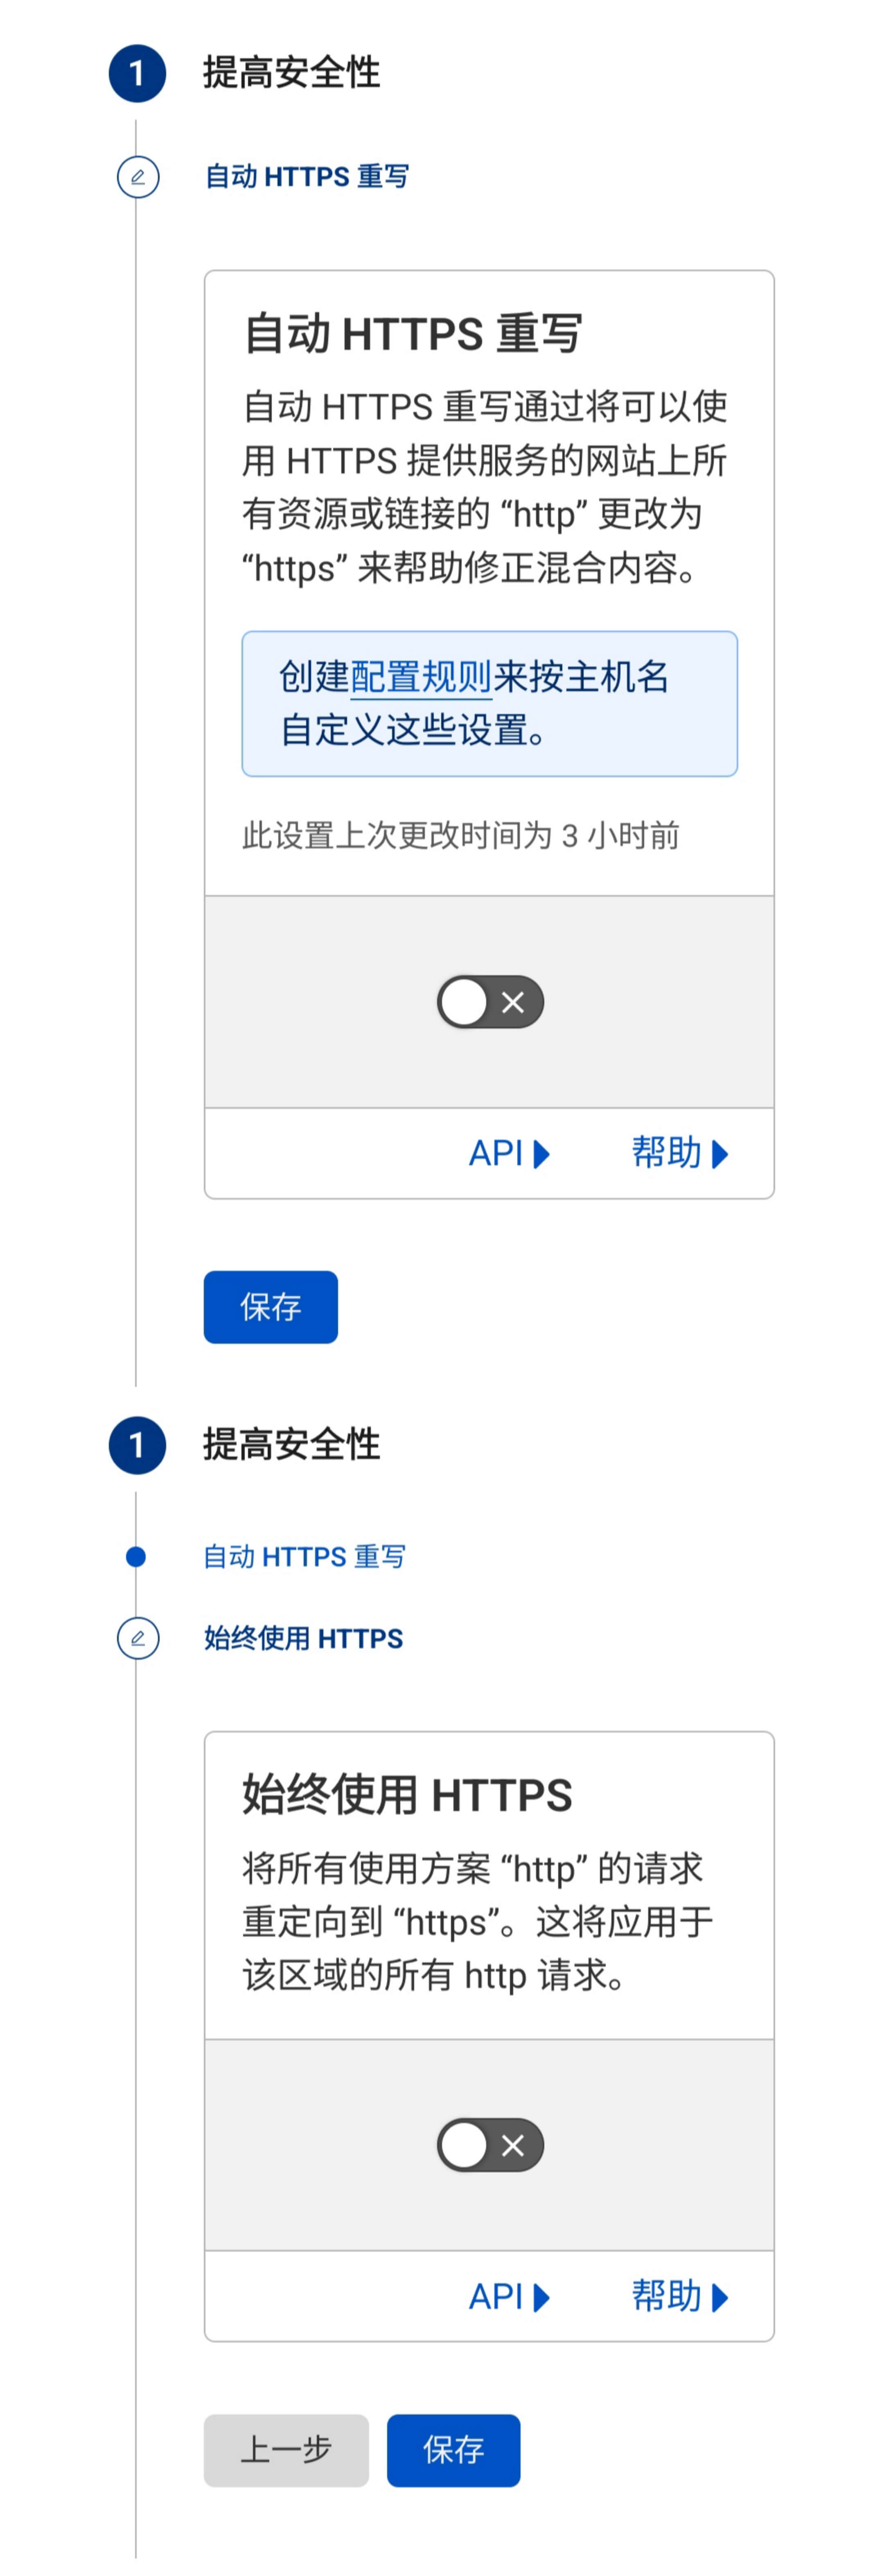 1 提高安全性
自动 HTTPS 重写
自动 HTTPS 重写
自动 HTTPS 重写通过将可以使
用 HTTPS 提供服务的网站上所
有资源或链接的 “http” 更改为
“https” 来帮助修正混合内容。
创建配置规则来按主机名
自定义这些设置。
此设置上次更改时间为 3 小时前
API 帮助
保存
1 提高安全性
自动 HTTPS 重写
始终使用 HTTPS
始终使用 HTTPS
将所有使用方案 “http” 的请求
重定向到 “https”。这将应用于
该区域的所有 http 请求。
API 帮助
上一步 保存